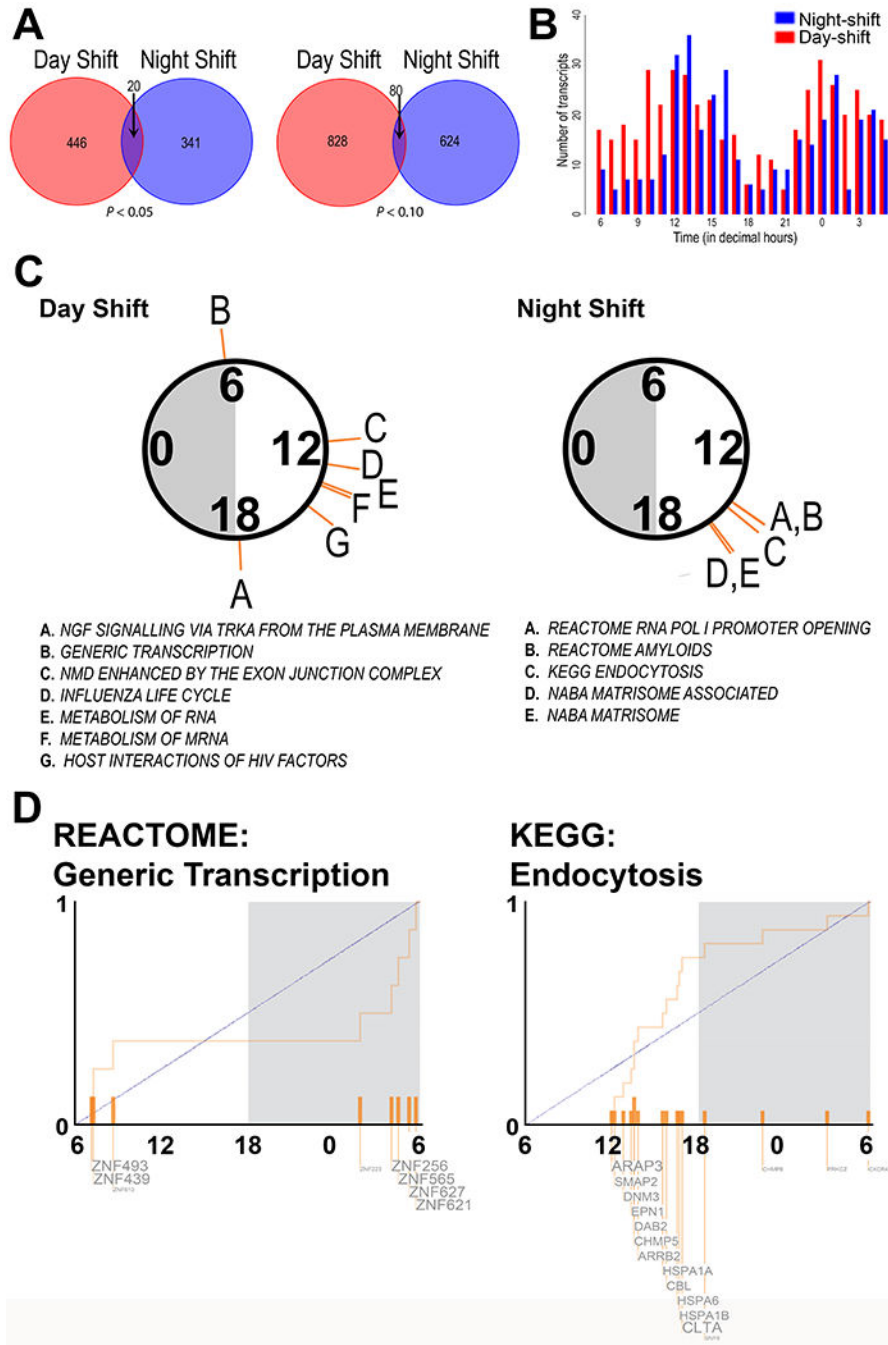 A
Day Shift
Night Shift
20
446
341
P < 0.05
Day Shift
Night Shift
80
828
624
P < 0.10
B
Night-shift
Day-shift
Number of transcripts
40
30
20
10
0
6 9 12 15 18 21 0 3
Time (in decimal hours)
C
Day Shift
B
6
0
12
18
C
D
E
F
G
A
A. NGF SIGNALLING VIA TRKA FROM THE PLASMA MEMBRANE
B. GENERIC TRANSCRIPTION
C. NMD ENHANCED BY THE EXON JUNCTION COMPLEX
D. INFLUENZA LIFE CYCLE
E. METABOLISM OF RNA
F. METABOLISM OF MRNA
G. HOST INTERACTIONS OF HIV FACTORS
Night Shift
6
0
12
18
A,B
C
D,E
A. REACTOME RNA POL I PROMOTER OPENING
B. REACTOME AMYLOIDS
C. KEGG ENDOCYTOSIS
D. NABA MATRISOME ASSOCIATED
E. NABA MATRISOME
D
REACTOME:
Generic Transcription
1
0
6 12 18 0 6
ZNF493
ZNF439
ZNF256
ZNF565
ZNF627
ZNF621
KEGG:
Endocytosis
1
0
6 12 18 0 6
ARAP3
SMAP2
DNM3
EPN1
DAB2
CHMP5
ARRB2
HSPA1A
CBL
HSPA6
HSPA1B
CLTA
PRKCZ
CXCR4